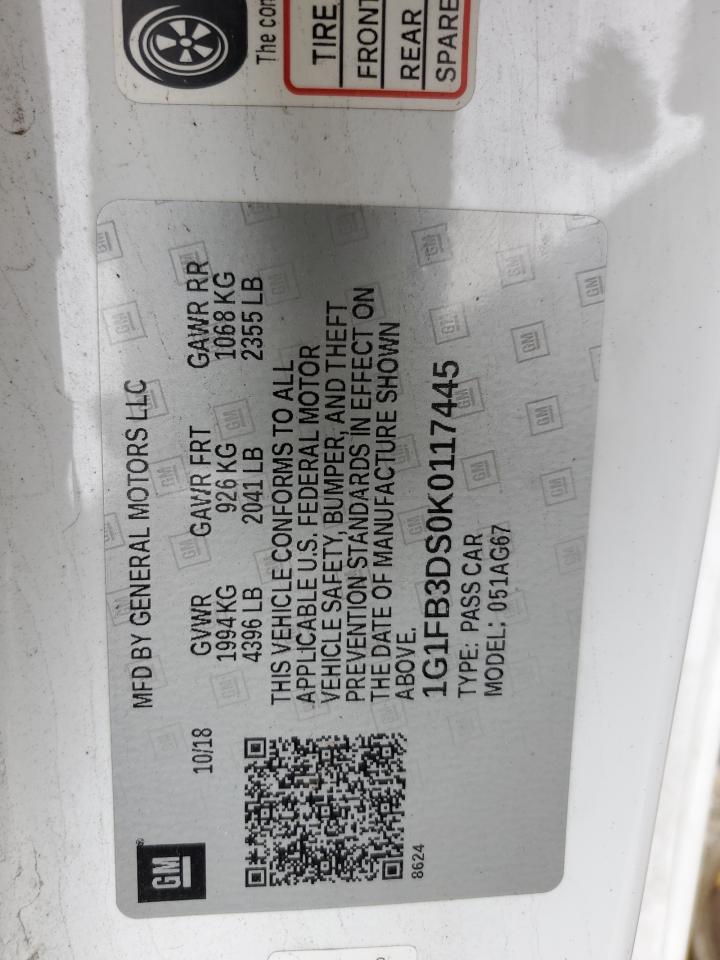 The con
TIRE
FRONT
REAR
SPARE
GM
10/18
MFD BY GENERAL MOTORS LLC
GVWR GAWR FRT GAWR RR
1994KG 926 KG 1068 KG
4396 LB 2041 LB 2355 LB
THIS VEHICLE CONFORMS TO ALL
APPLICABLE U.S. FEDERAL MOTOR
VEHICLE SAFETY, BUMPER, AND THEFT
PREVENTION STANDARDS IN EFFECT ON
THE DATE OF MANUFACTURE SHOWN
ABOVE.
1G1FB3DS0K0117445
TYPE: PASS CAR
MODEL: 051AG67
8624